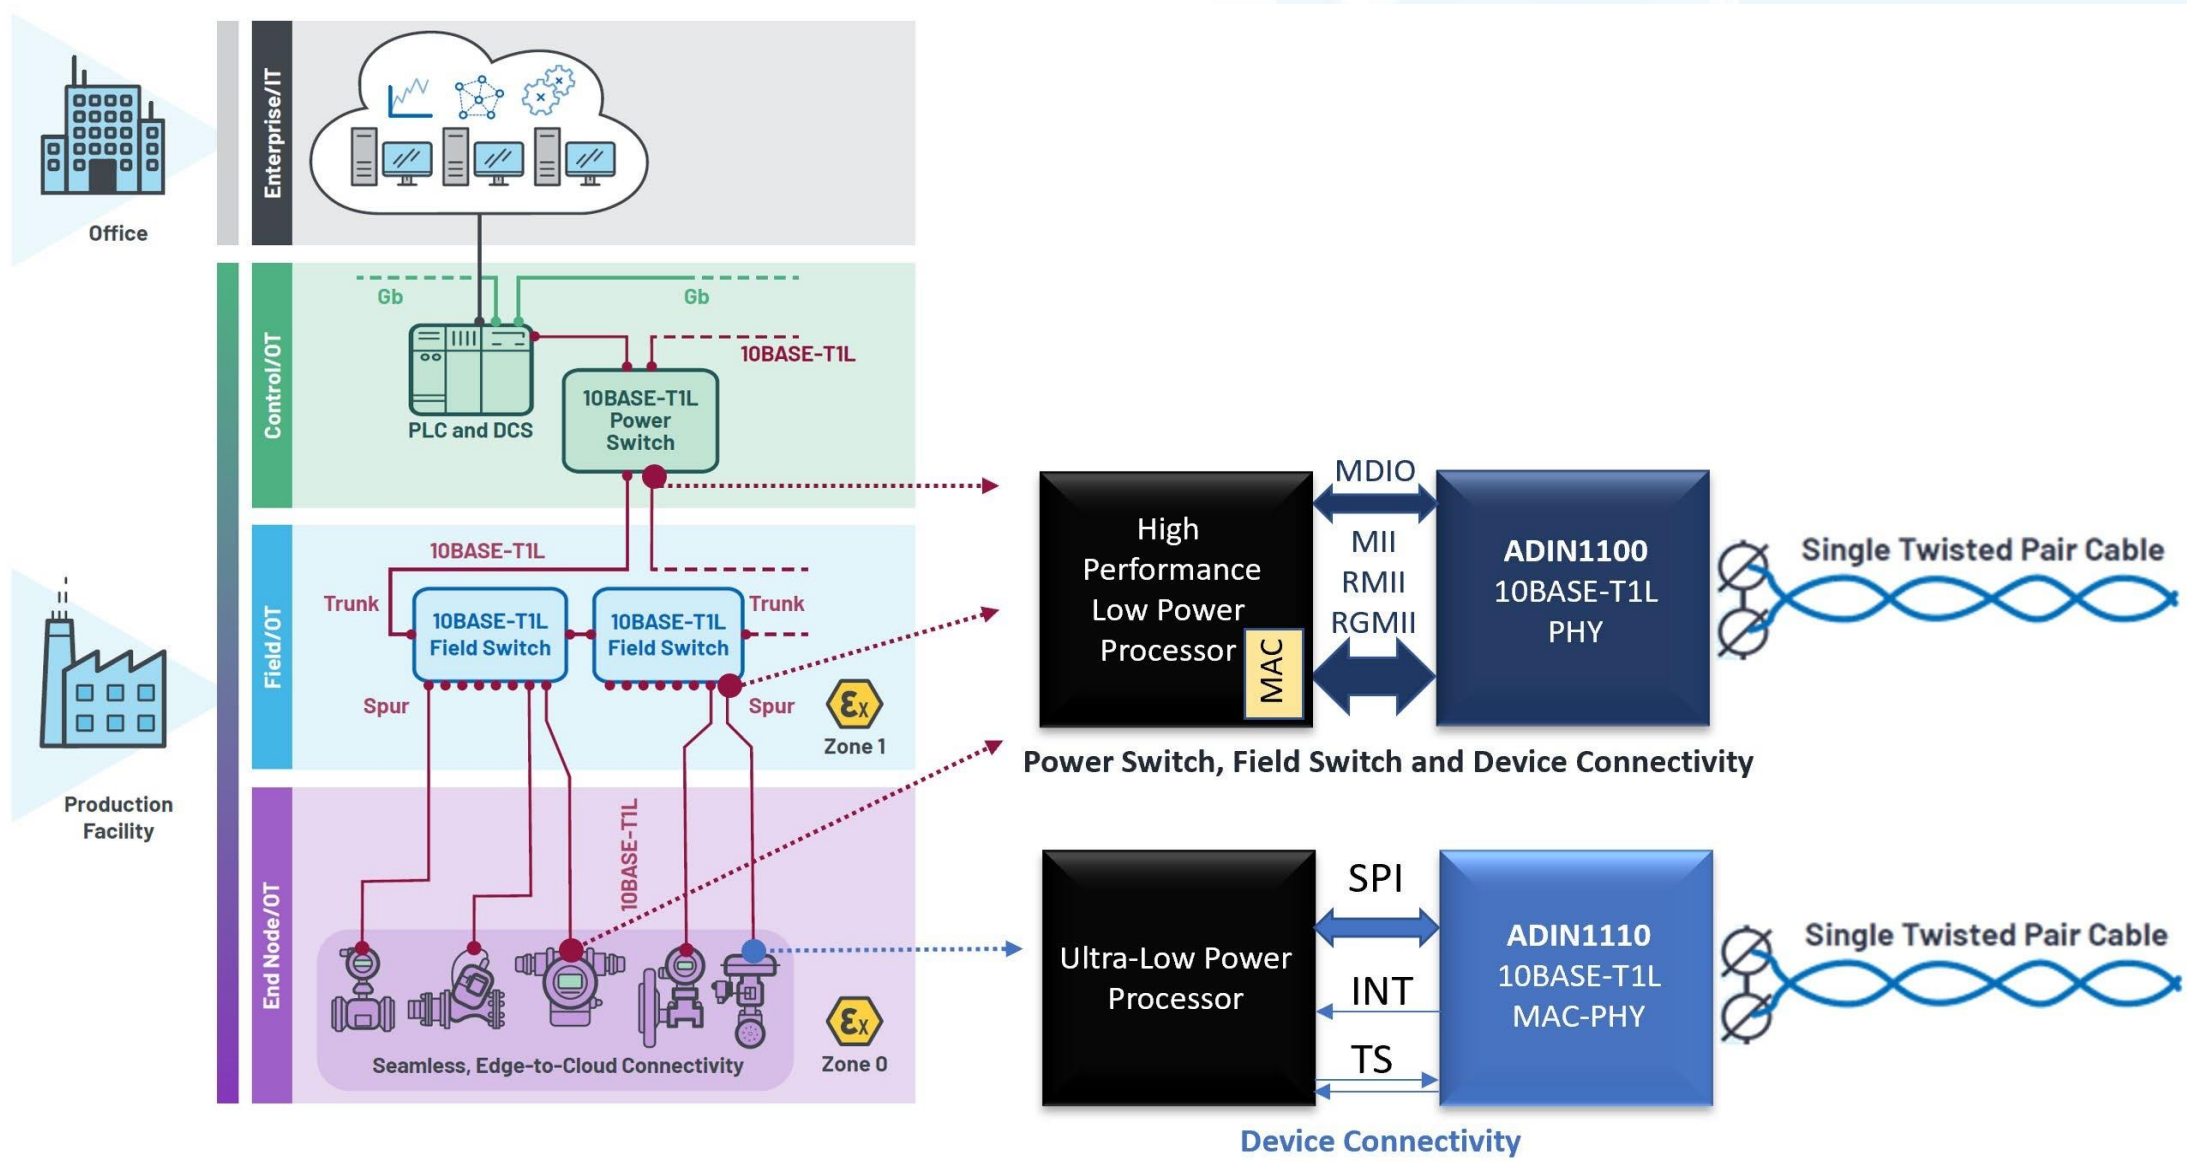 Office
Enterprise/IT
Control/OT
Gb
Gb
10BASE-T1L
PLC and DCS
10BASE-T1L
Power
Switch
Production
Facility
Field/OT
10BASE-T1L
Trunk
10BASE-T1L
Field Switch
10BASE-T1L
Field Switch
Trunk
Spur
Spur
Ex
Zone 1
End Node/OT
10BASE-T1L
Seamless, Edge-to-Cloud Connectivity
Ex
Zone 0
High
Performance
Low Power
Processor
MAC
MDIO
MII
RMII
RGMII
ADIN1100
10BASE-T1L
PHY
Single Twisted Pair Cable
Power Switch, Field Switch and Device Connectivity
Ultra-Low Power
Processor
SPI
INT
TS
ADIN1110
10BASE-T1L
MAC-PHY
Single Twisted Pair Cable
Device Connectivity